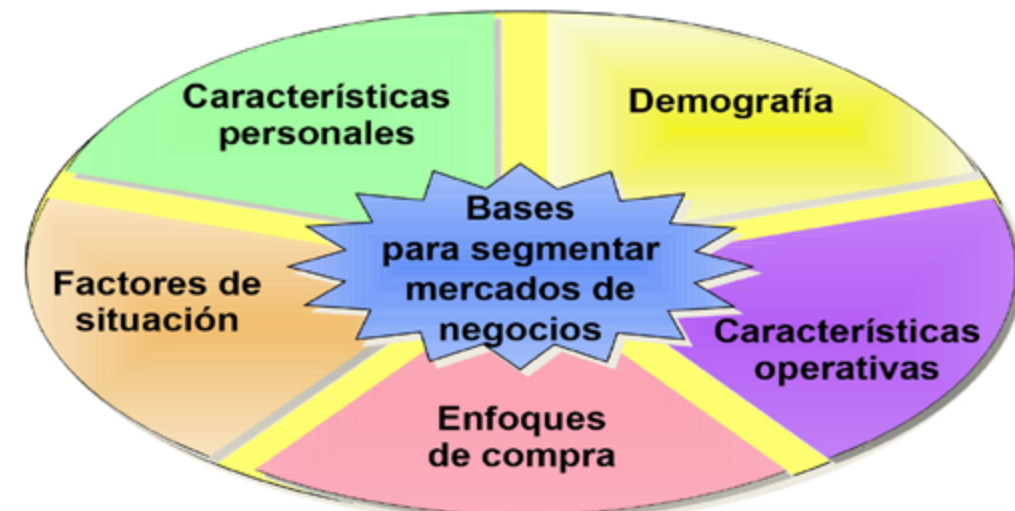 Características
personales
Demografía
Bases
para segmentar
mercados de
negocios
Factores de
situación
Características
operativas
Enfoques
de compra